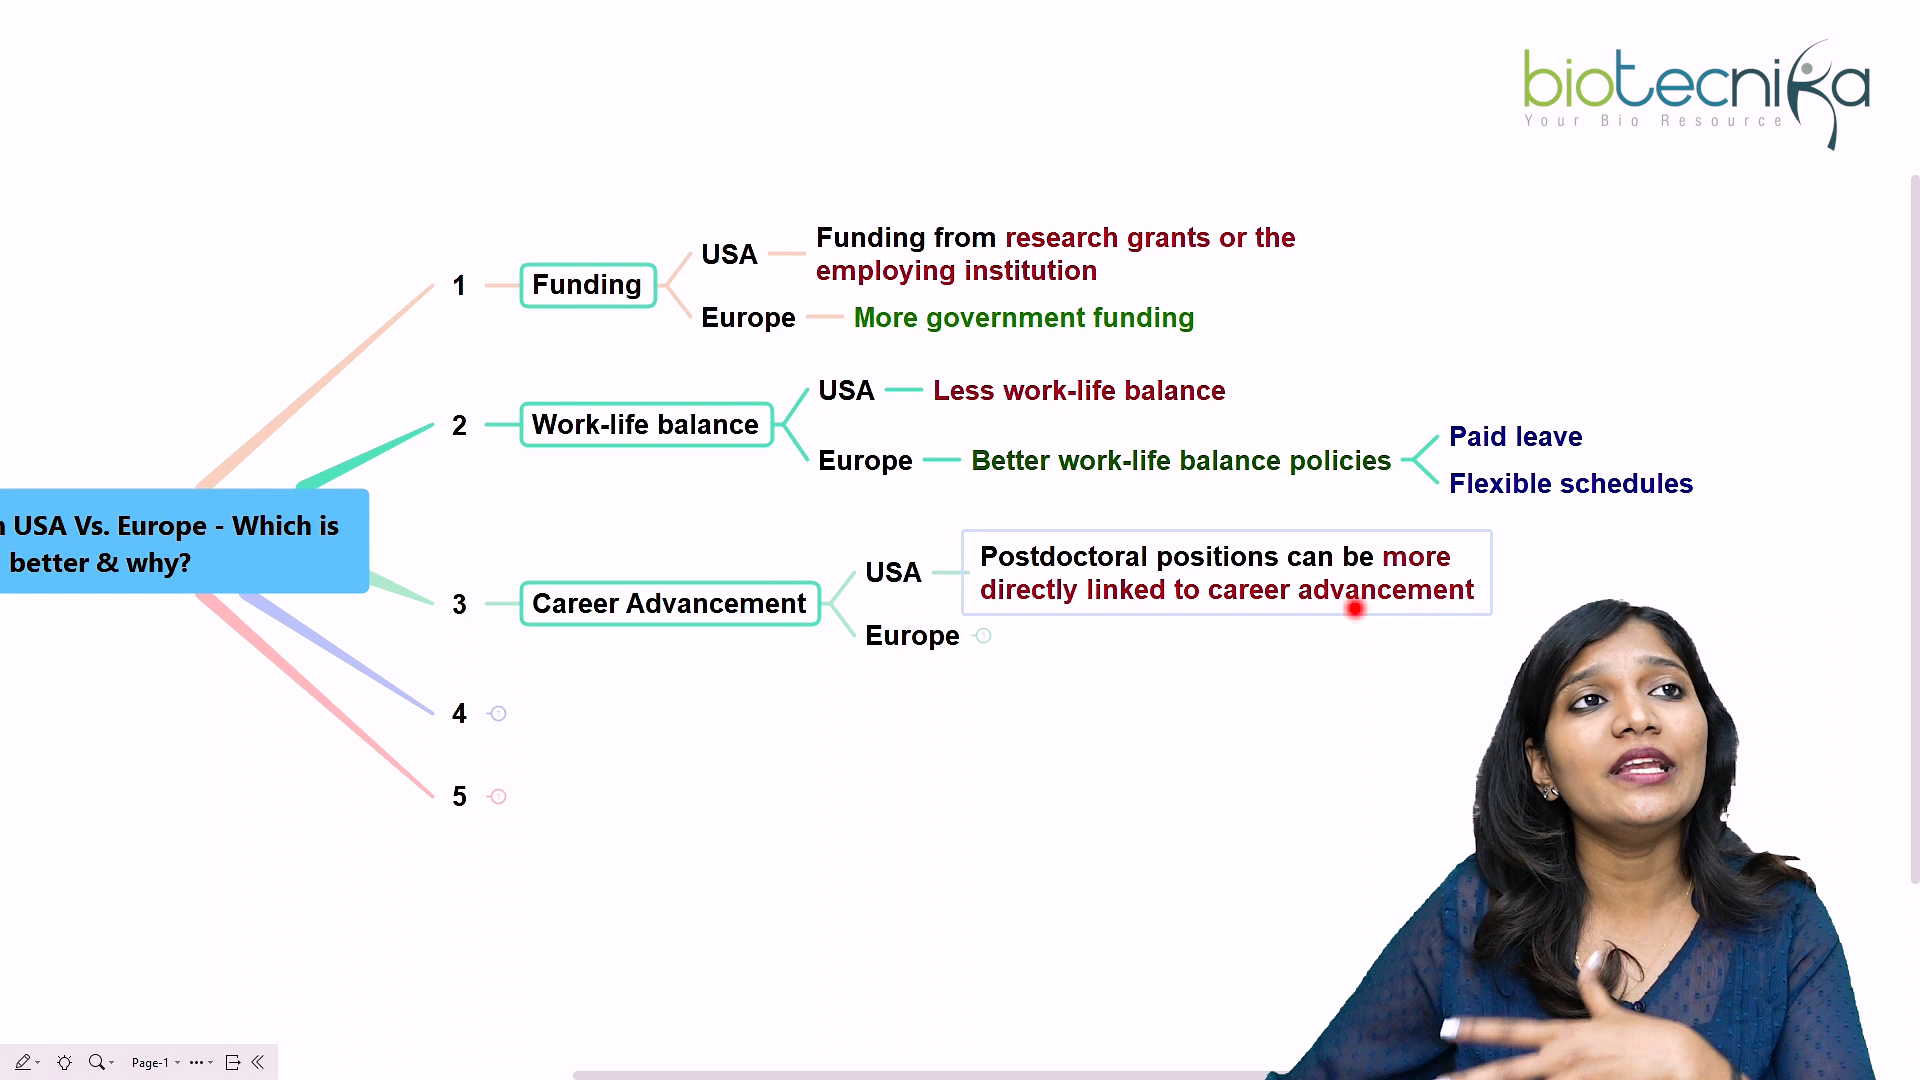 biotecnika
Your Bio Resource
1
Funding
USA
Funding from research grants or the
employing institution
Europe
More government funding
2
Work-life balance
USA
Less work-life balance
Europe
Better work-life balance policies
Paid leave
Flexible schedules
USA Vs. Europe - Which is
better & why?
3
Career Advancement
USA
Postdoctoral positions can be more
directly linked to career advancement
Europe
1
4
1
5
1
Page-1